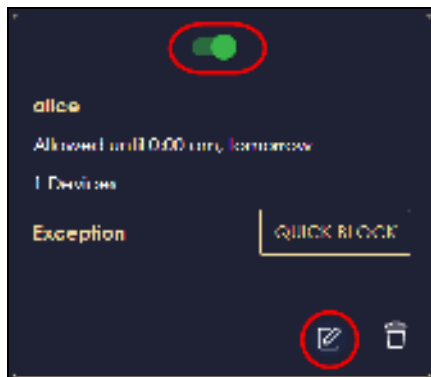 alice
Allowed until 0:00 am, tomorrow
1 Devices
Exception
QUICK BLOCK